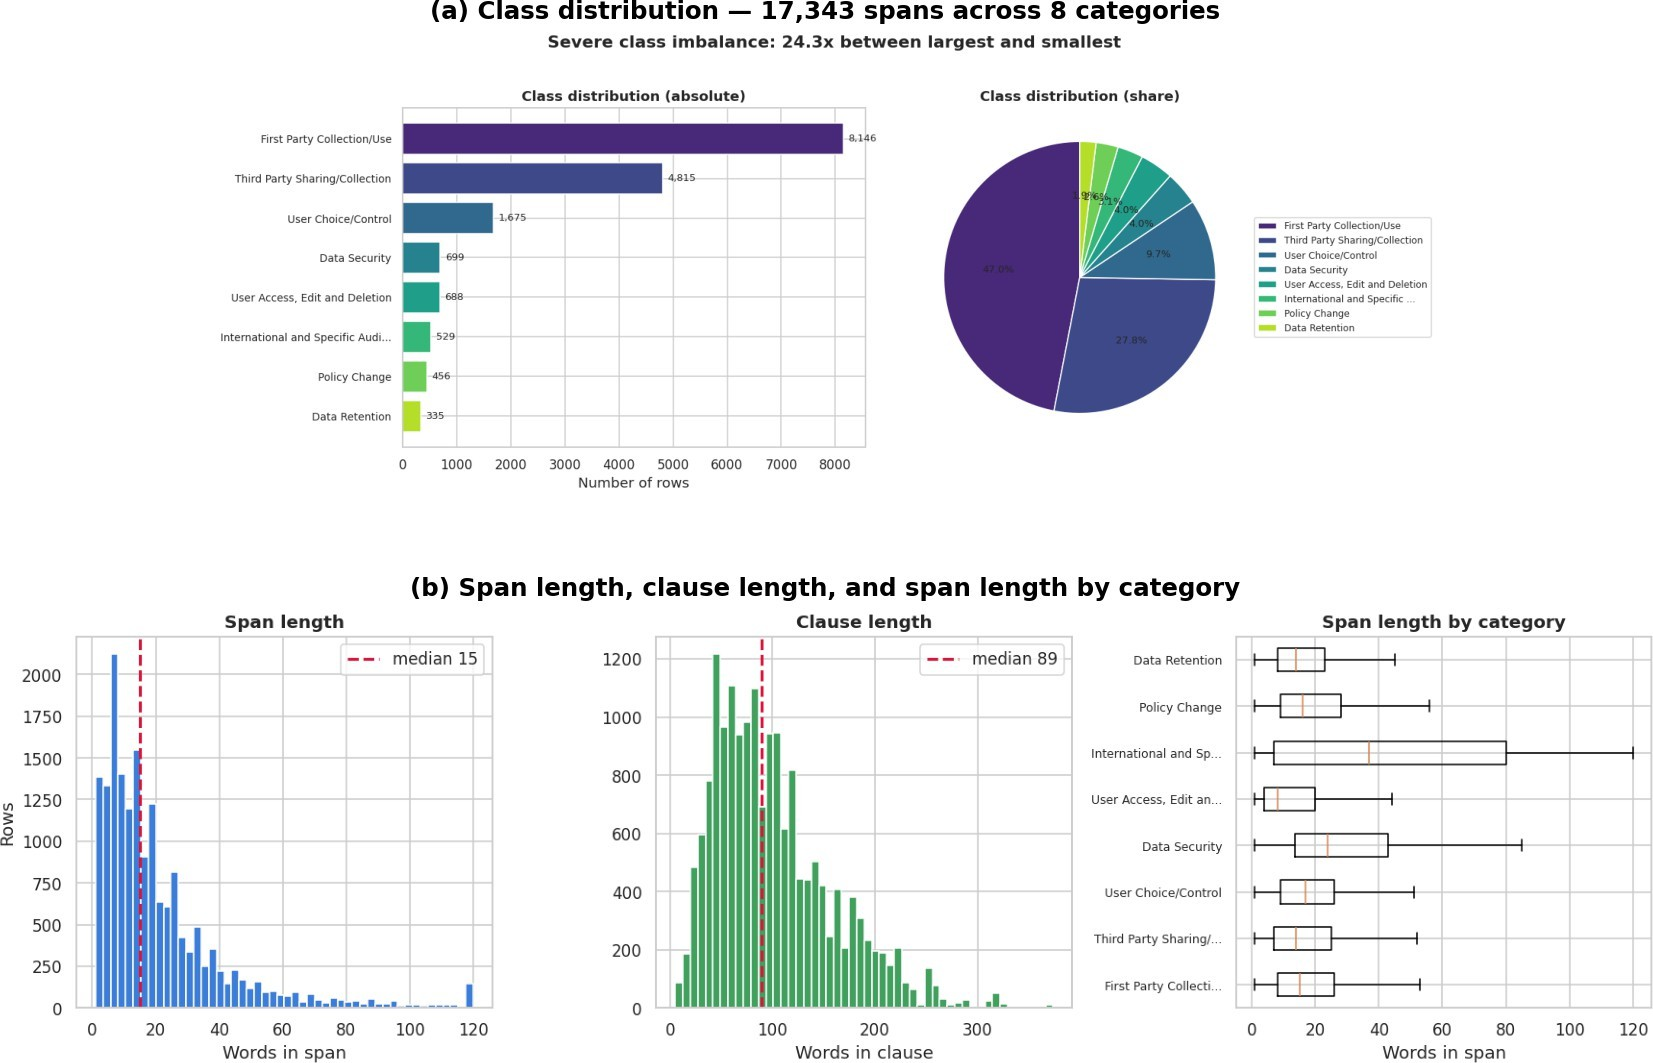 (a) Class distribution — 17,343 spans across 8 categories
Severe class imbalance: 24.3x between largest and smallest
Class distribution (absolute)
First Party Collection/Use
8,146
Third Party Sharing/Collection
4,815
User Choice/Control
1,675
Data Security
699
User Access, Edit and Deletion
688
International and Specific Audi...
529
Policy Change
456
Data Retention
335
0 1000 2000 3000 4000 5000 6000 7000 8000
Number of rows
Class distribution (share)
1.9%
2.6%
3.1%
4.0%
4.0%
9.7%
47.0%
27.8%
First Party Collection/Use
Third Party Sharing/Collection
User Choice/Control
Data Security
User Access, Edit and Deletion
International and Specific ...
Policy Change
Data Retention
(b) Span length, clause length, and span length by category
Span length
median 15
2000
1750
1500
1250
1000
750
500
250
0
Rows
0 20 40 60 80 100 120
Words in span
Clause length
median 89
1200
1000
800
600
400
200
0
0 100 200 300
Words in clause
Span length by category
Data Retention
Policy Change
International and Sp...
User Access, Edit an...
Data Security
User Choice/Control
Third Party Sharing/...
First Party Collecti...
0 20 40 60 80 100 120
Words in span